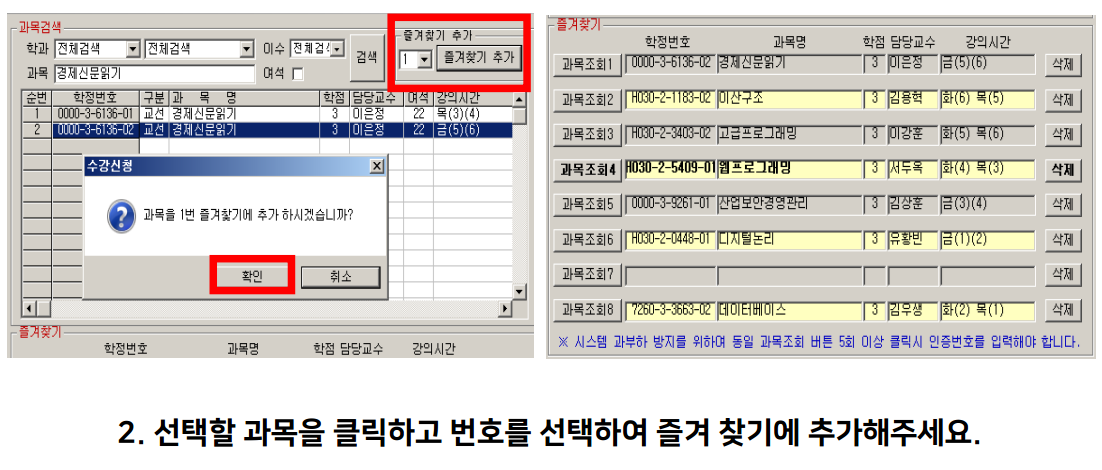 과목검색
학과 전체검색 전체검색 이수 전체검색 검색
과목 경제신문읽기 여석
즐겨찾기 추가
1 즐겨찾기 추가
순번 학정번호 구분 과 목 명 학점 담당교수 여석 강의시간
1 0000-3-6136-01 교선 경제신문읽기 3 이은정 22 목(3)(4)
2 0000-3-6136-02 교선 경제신문읽기 3 이은정 22 금(5)(6)
수강신청
과목을 1번 즐겨찾기에 추가 하시겠습니까?
확인 취소
즐겨찾기
학정번호 과목명 학점 담당교수 강의시간
즐겨찾기
학정번호 과목명 학점 담당교수 강의시간
과목조회1 0000-3-6136-02 경제신문읽기 3 이은정 금(5)(6) 삭제
과목조회2 H030-2-1183-02 이산구조 3 김용혁 화(6) 목(5) 삭제
과목조회3 H030-2-3403-02 고급프로그래밍 3 이강훈 화(5) 목(6) 삭제
과목조회4 H030-2-5409-01 웹프로그래밍 3 서두옥 화(4) 목(3) 삭제
과목조회5 0000-3-9261-01 산업보안경영관리 3 김상훈 금(3)(4) 삭제
과목조회6 H030-2-0448-01 디지털논리 3 유황빈 금(1)(2) 삭제
과목조회7 삭제
과목조회8 7260-3-3663-02 데이터베이스 3 김우생 화(2) 목(1) 삭제
※ 시스템 과부하 방지를 위하여 동일 과목조회 버튼 5회 이상 클릭시 인증번호를 입력해야 합니다.
2. 선택할 과목을 클릭하고 번호를 선택하여 즐겨 찾기에 추가해주세요.